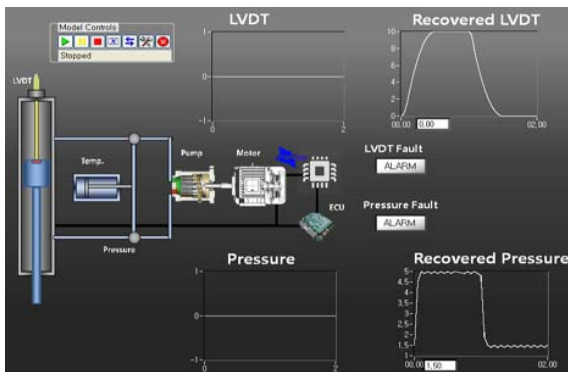 Model Controls
Stopped
LVDT
Recovered LVDT
LVDT
1
0
-1
0
2
10
8
6
4
2
0
00,00
0,00
02,00
LVDT Fault
ALARM
Temp.
Pump
Motor
ECU
Pressure Fault
ALARM
Pressure
Pressure
Recovered Pressure
1
0
-1
0
2
5
4,5
4
3,5
3
2,5
2
1,5
1
00,00
1,50
02,00